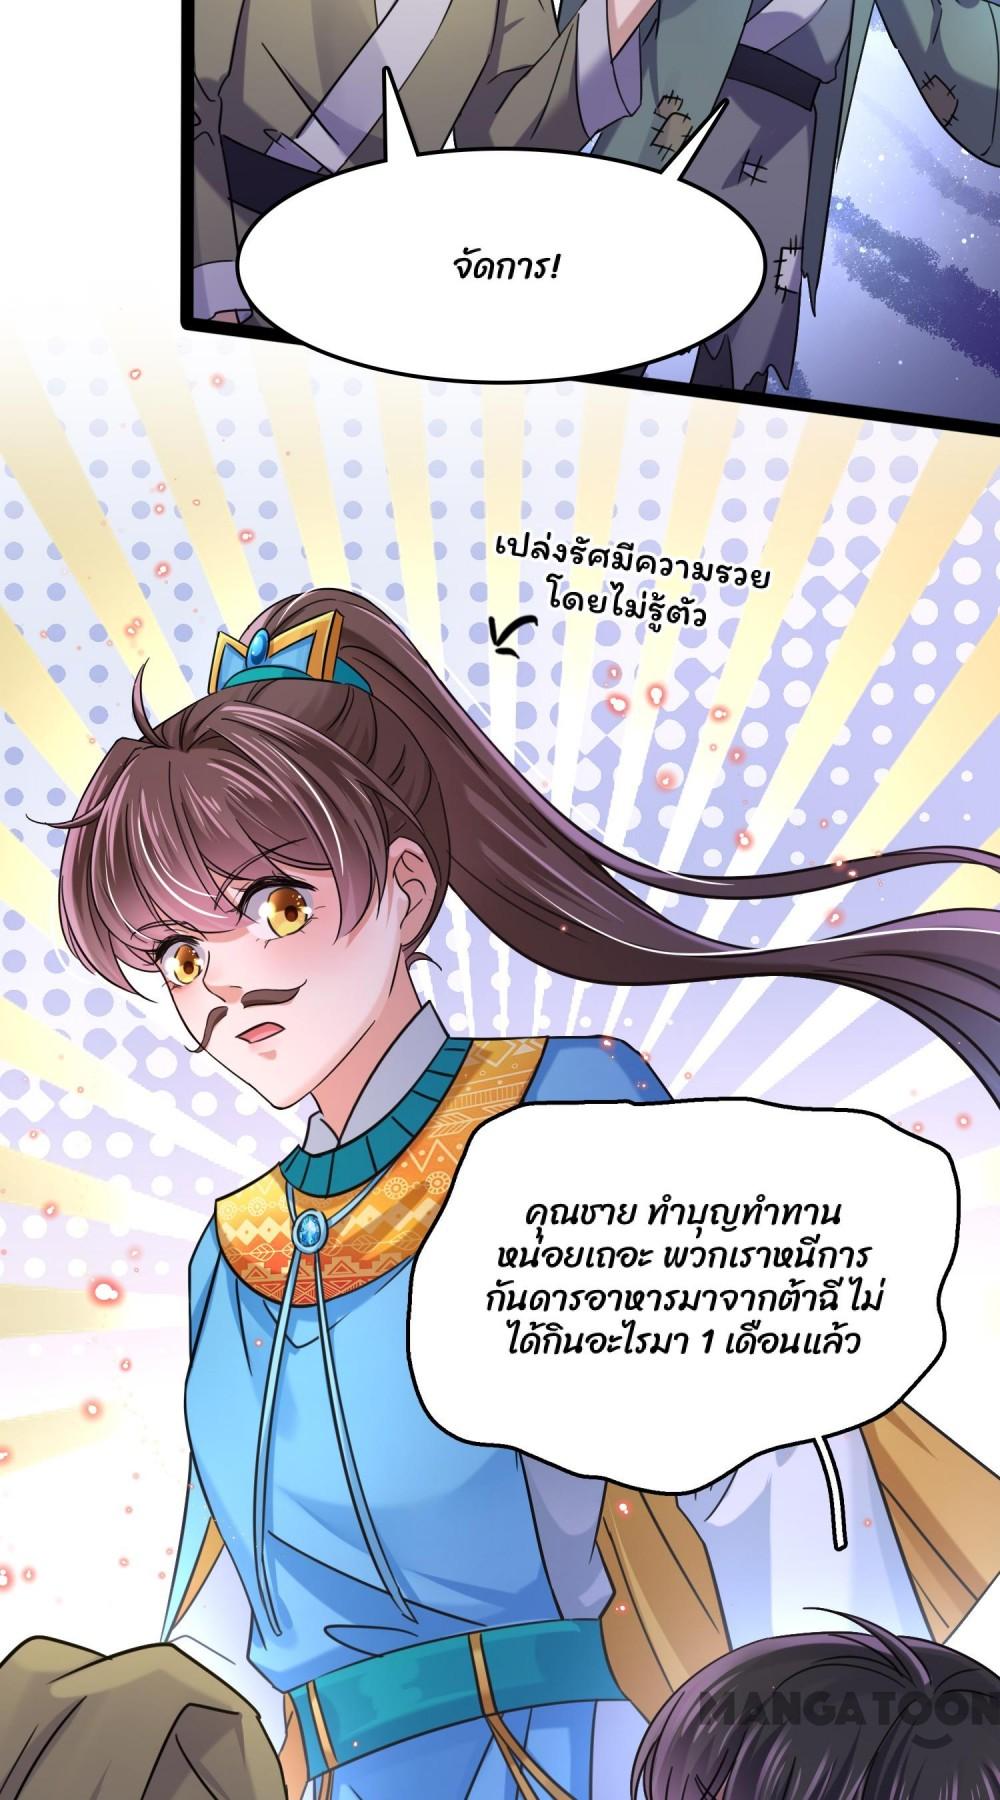 จัดการ!
เปล่งรัศมีความรวย
โดยไม่รู้ตัว
คุณชาย ทำบุญทำทาน
หน่อยเถอะ พวกเราหนีการ
กันดารอาหารมาจากต้าฉี ไม่
ได้กินอะไรมา 1 เดือนแล้ว
MANGATOON